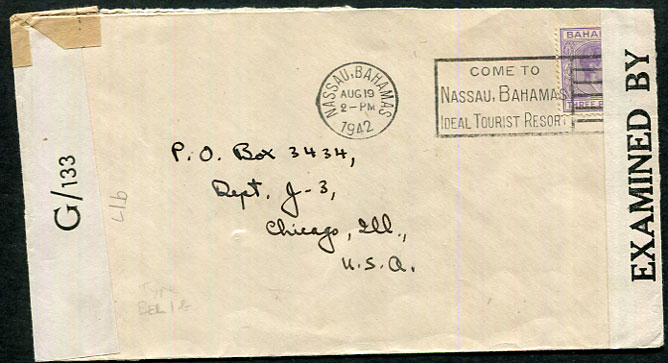 NASSAU, BAHAMAS
AUG 19
2-PM
1942
COME TO
NASSAU, BAHAMAS
IDEAL TOURIST RESORT
BAHA
THREE P
EXAMINED BY
G/133
P.O. Box 3434,
Dept. J-3,
Chicago, Ill.,
U.S.A.
Type